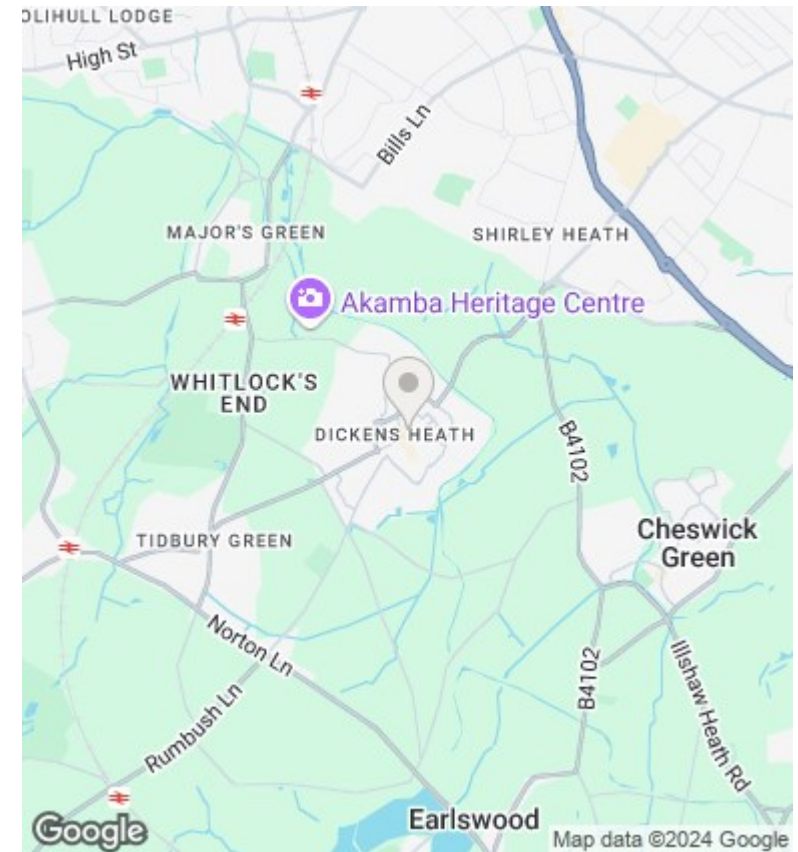 OLIHULL LODGE
High St
Bills Ln
MAJOR'S GREEN
SHIRLEY HEATH
Akamba Heritage Centre
WHITLOCK'S
END
DICKENS HEATH
B4102
Cheswick
Green
TIDBURY GREEN
Norton Ln
B4102
Illshaw Heath Rd
Rumbush Ln
Earlswood
Google
Map data ©2024 Google